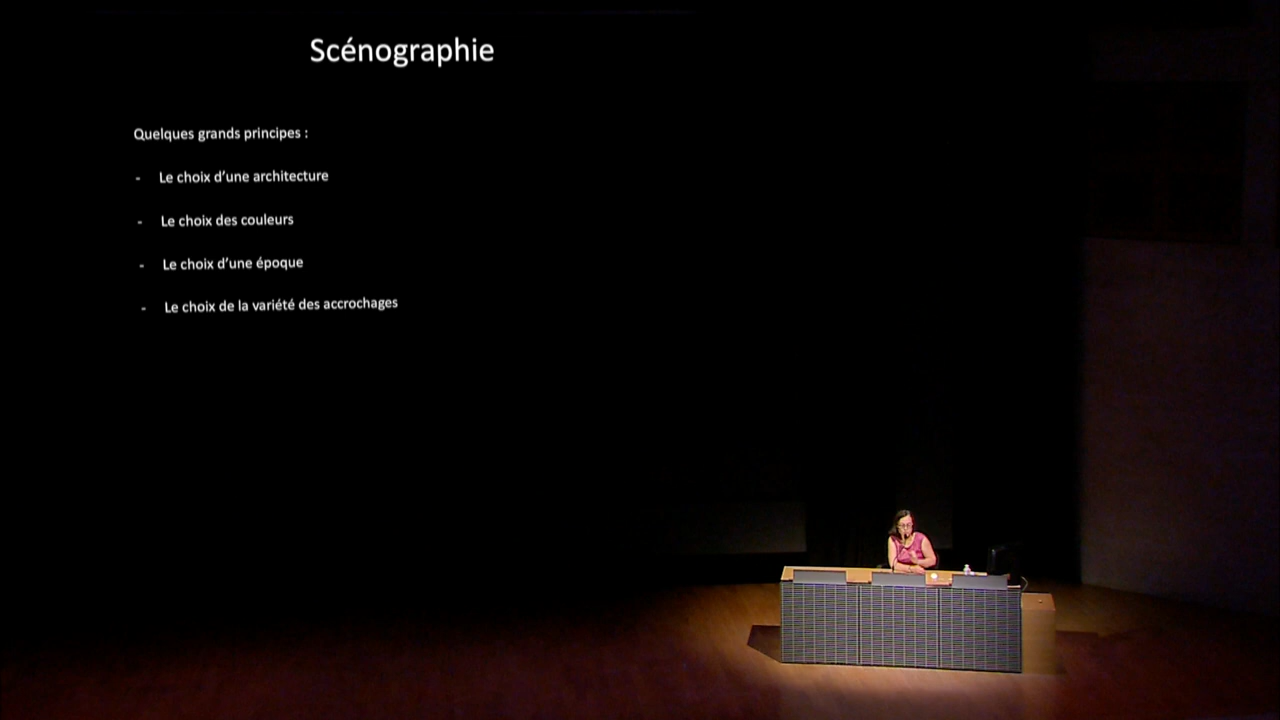 Scénographie
Quelques grands principes :
- Le choix d’une architecture
- Le choix des couleurs
- Le choix d’une époque
- Le choix de la variété des accrochages